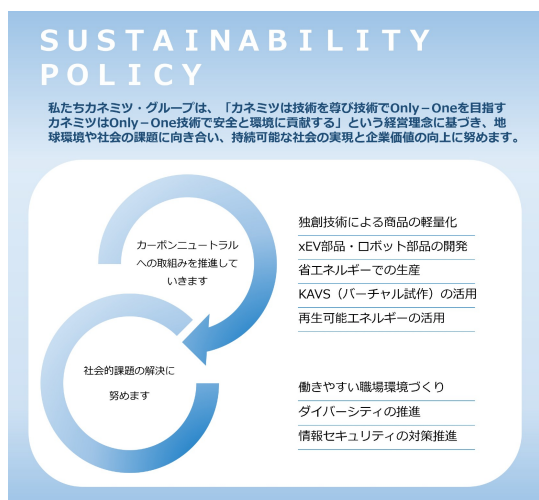 SUSTAINABILITY
POLICY
私たちカネミツ・グループは、「カネミツは技術を尊び技術でOnly－Oneを目指す
カネミツはOnly－One技術で安全と環境に貢献する」という経営理念に基づき、地
球環境や社会の課題に向き合い、持続可能な社会の実現と企業価値の向上に努めます。
カーボンニュートラル
への取組みを推進して
いきます
独創技術による商品の軽量化
xEV部品・ロボット部品の開発
省エネルギーでの生産
KAVS（バーチャル試作）の活用
再生可能エネルギーの活用
社会的課題の解決に
努めます
働きやすい職場環境づくり
ダイバーシティの推進
情報セキュリティの対策推進